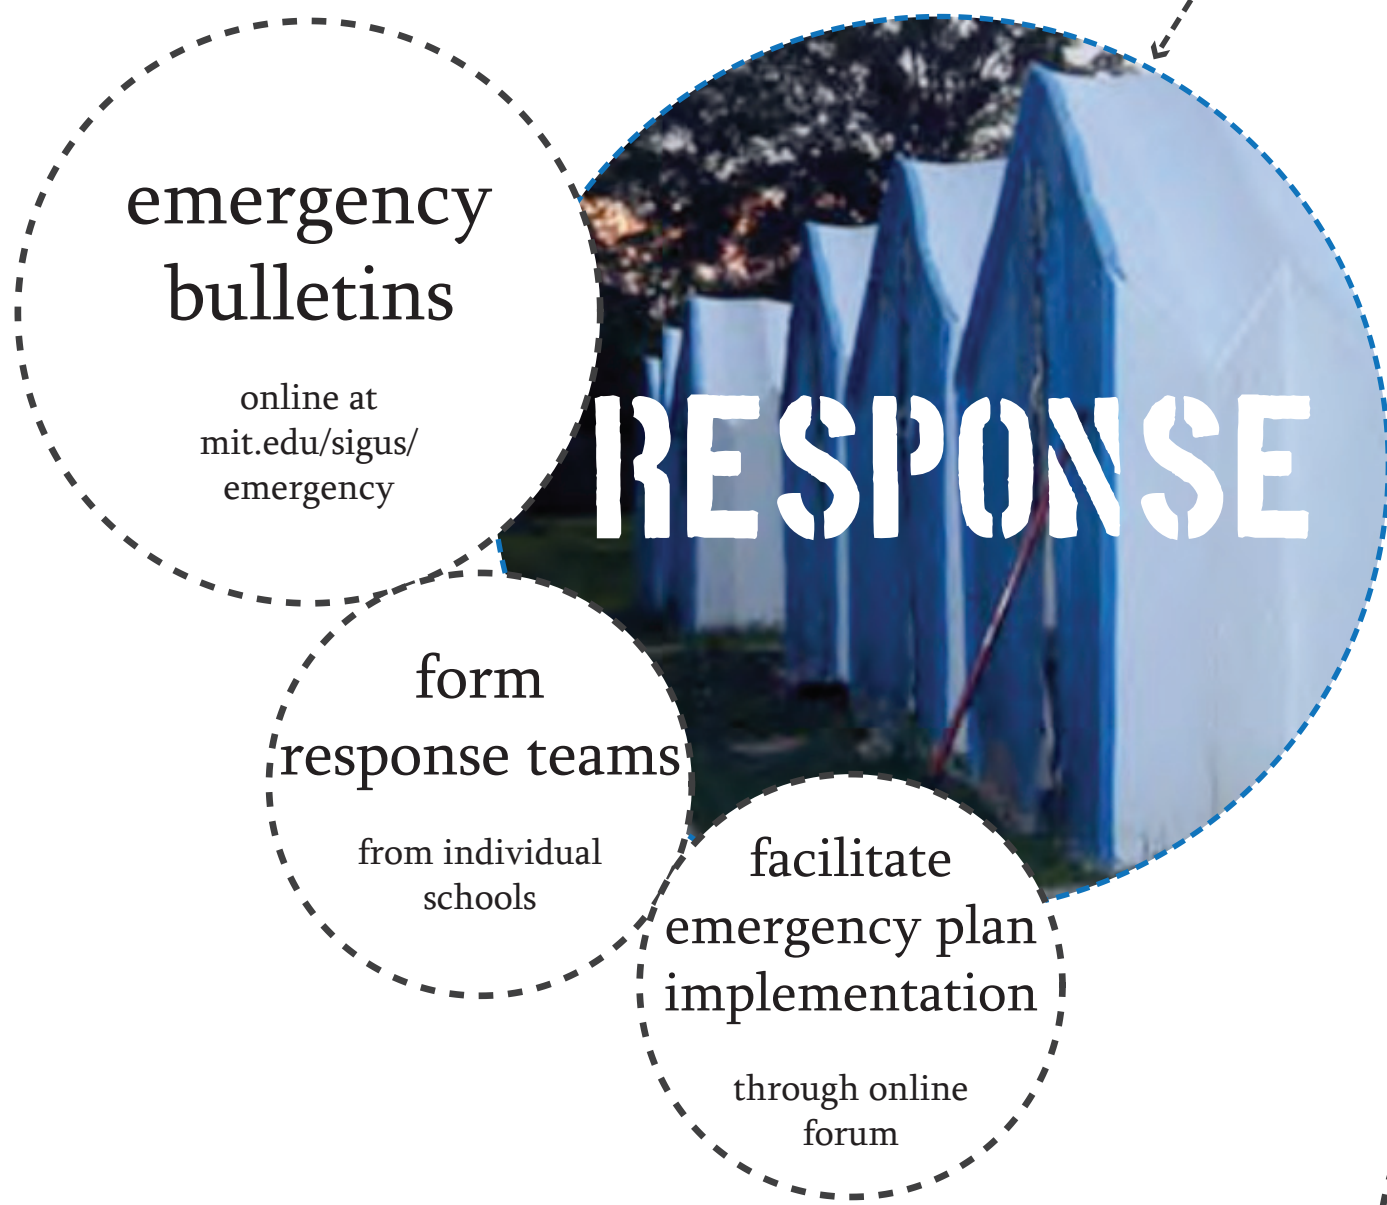 emergency
bulletins
online at
mit.edu/sigus/
emergency
RESPONSE
form
response teams
from individual
schools
facilitate
emergency plan
implementation
through online
forum